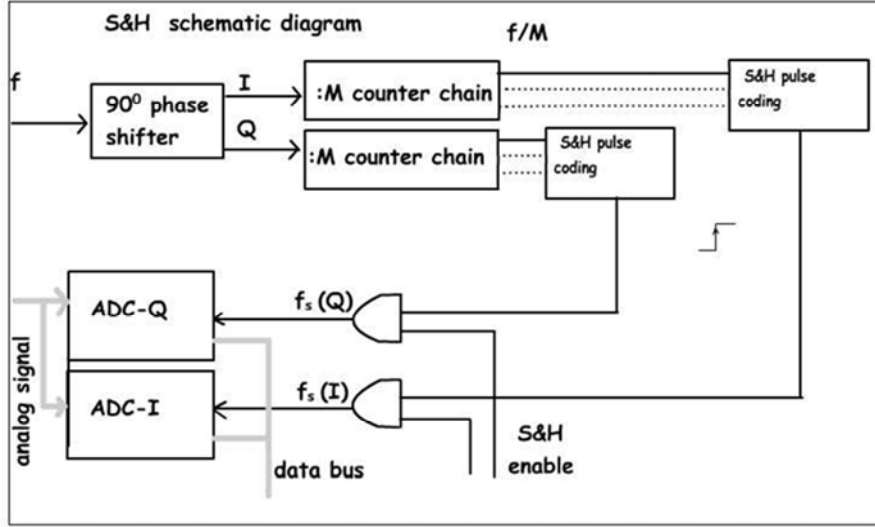 S&H schematic diagram
f/M
f
90⁰ phase
shifter
I
Q
:M counter chain
:M counter chain
S&H pulse
coding
S&H pulse
coding
ADC-Q
fₛ(Q)
ADC-I
fₛ(I)
analog signal
data bus
S&H
enable